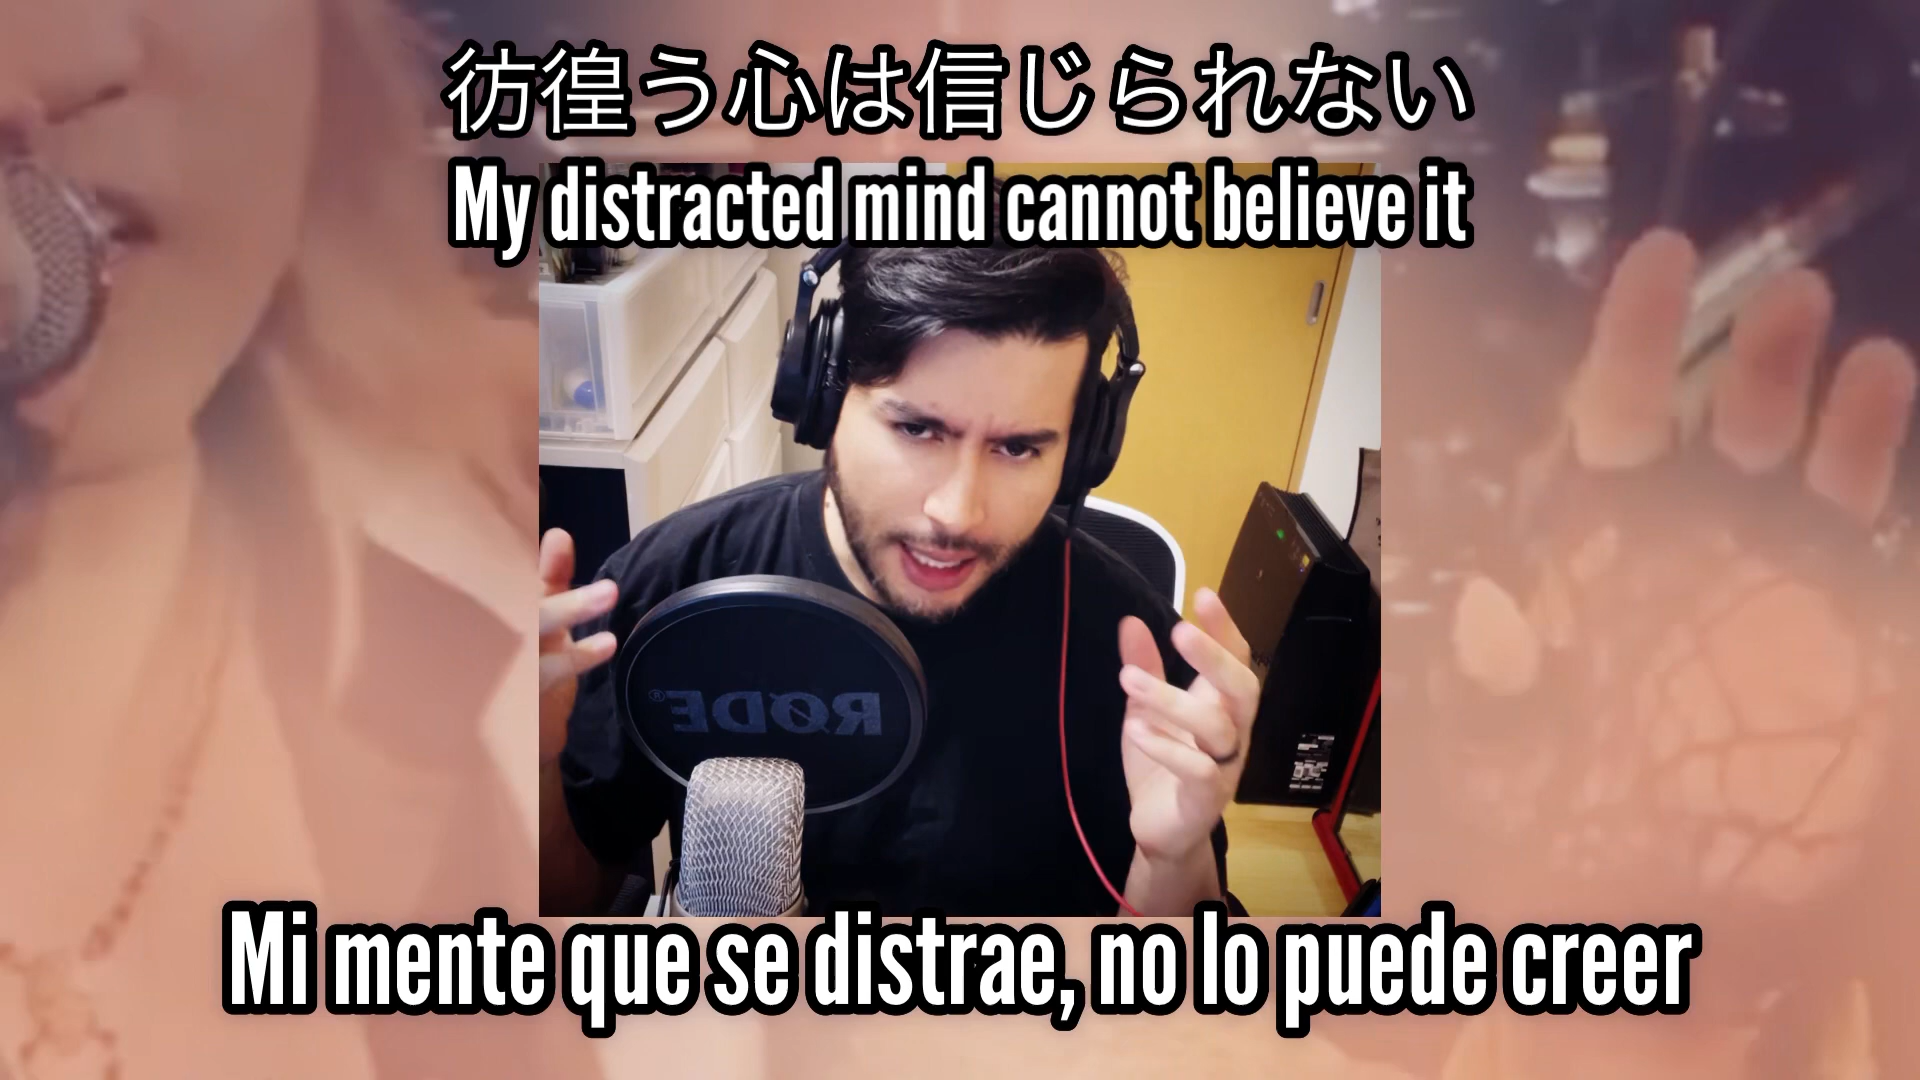 彷徨う心は信じられない
My distracted mind cannot believe it
RØDE®
Mi mente que se distrae, no lo puede creer